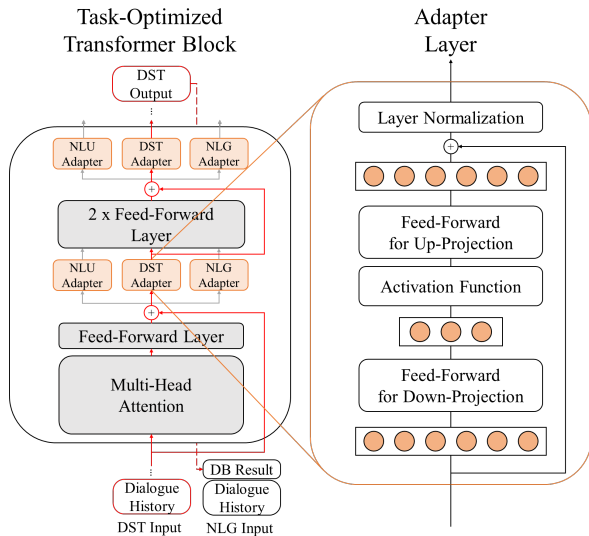 Task-Optimized
Transformer Block
DST
Output
NLU
Adapter
DST
Adapter
NLG
Adapter
+
2 x Feed-Forward
Layer
NLU
Adapter
DST
Adapter
NLG
Adapter
+
Feed-Forward Layer
Multi-Head
Attention
DB Result
Dialogue
History
Dialogue
History
DST Input
NLG Input
Adapter
Layer
Layer Normalization
+
Feed-Forward
for Up-Projection
Activation Function
Feed-Forward
for Down-Projection